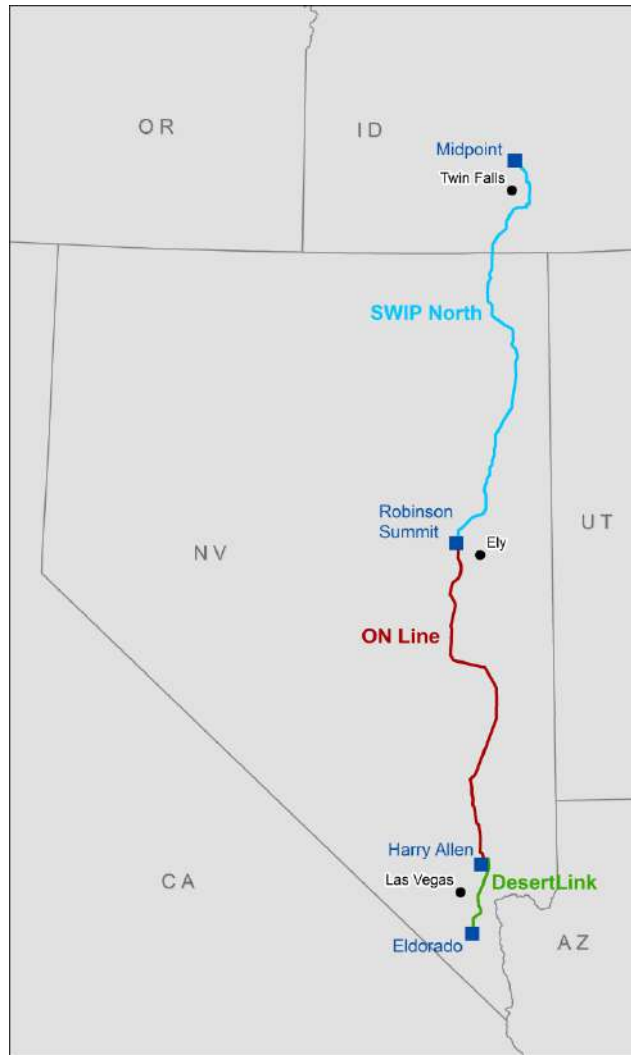 OR
ID
Midpoint
Twin Falls
SWIP North
Robinson
Summit
Ely
UT
NV
ON Line
Harry Allen
Las Vegas
DesertLink
CA
Eldorado
AZ